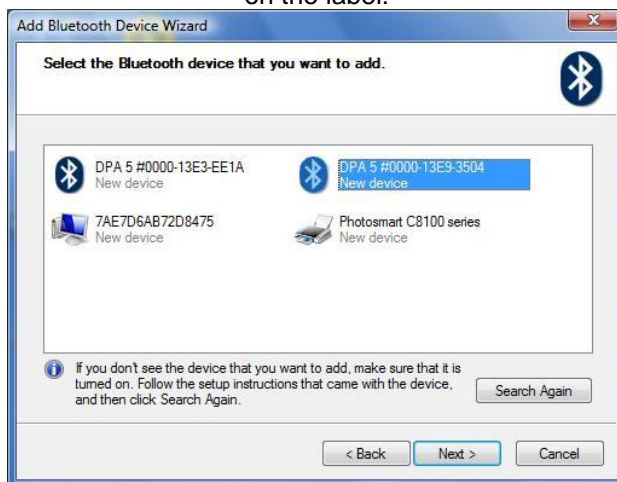 on the label.
Add Bluetooth Device Wizard
Select the Bluetooth device that you want to add.
DPA 5 #0000-13E3-EE1A
New device
DPA 5 #0000-13E9-3504
New device
7AE7D6AB72D8475
New device
Photosmart C8100 series
New device
If you don't see the device that you want to add, make sure that it is
turned on. Follow the setup instructions that came with the device,
and then click Search Again.
Search Again
< Back
Next >
Cancel